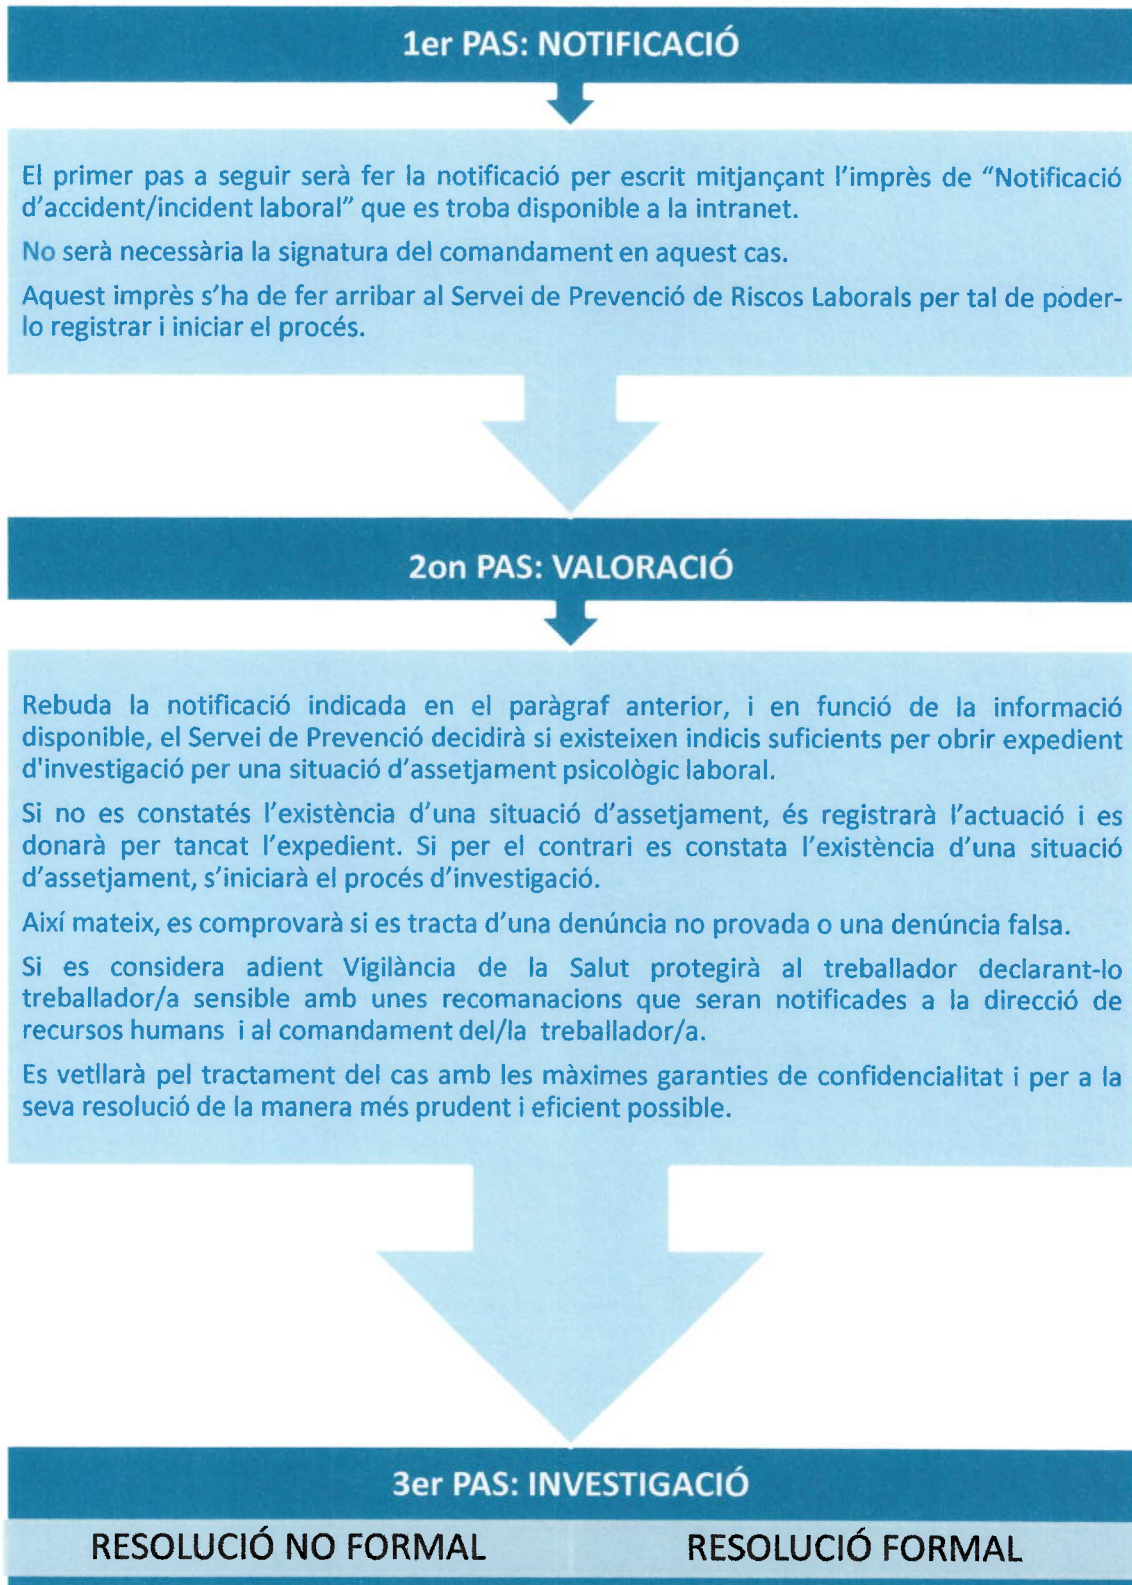 1er PAS: NOTIFICACIÓ
El primer pas a seguir serà fer la notificació per escrit mitjançant l’imprès de “Notificació
d’accident/incident laboral” que es troba disponible a la intranet.
No serà necessària la signatura del comandament en aquest cas.
Aquest imprès s’ha de fer arribar al Servei de Prevenció de Riscos Laborals per tal de poder-
lo registrar i iniciar el procés.
2on PAS: VALORACIÓ
Rebuda la notificació indicada en el paràgraf anterior, i en funció de la informació
disponible, el Servei de Prevenció decidirà si existeixen indicis suficients per obrir expedient
d'investigació per una situació d’assetjament psicològic laboral.
Si no es constatés l’existència d’una situació d’assetjament, és registrarà l’actuació i es
donarà per tancat l’expedient. Si per el contrari es constata l’existència d’una situació
d’assetjament, s’iniciarà el procés d’investigació.
Així mateix, es comprovarà si es tracta d’una denúncia no provada o una denúncia falsa.
Si es considera adient Vigilància de la Salut protegirà al treballador declarant-lo
treballador/a sensible amb unes recomanacions que seran notificades a la direcció de
recursos humans i al comandament del/la treballador/a.
Es vetllarà pel tractament del cas amb les màximes garanties de confidencialitat i per a la
seva resolució de la manera més prudent i eficient possible.
3er PAS: INVESTIGACIÓ
RESOLUCIÓ NO FORMAL
RESOLUCIÓ FORMAL